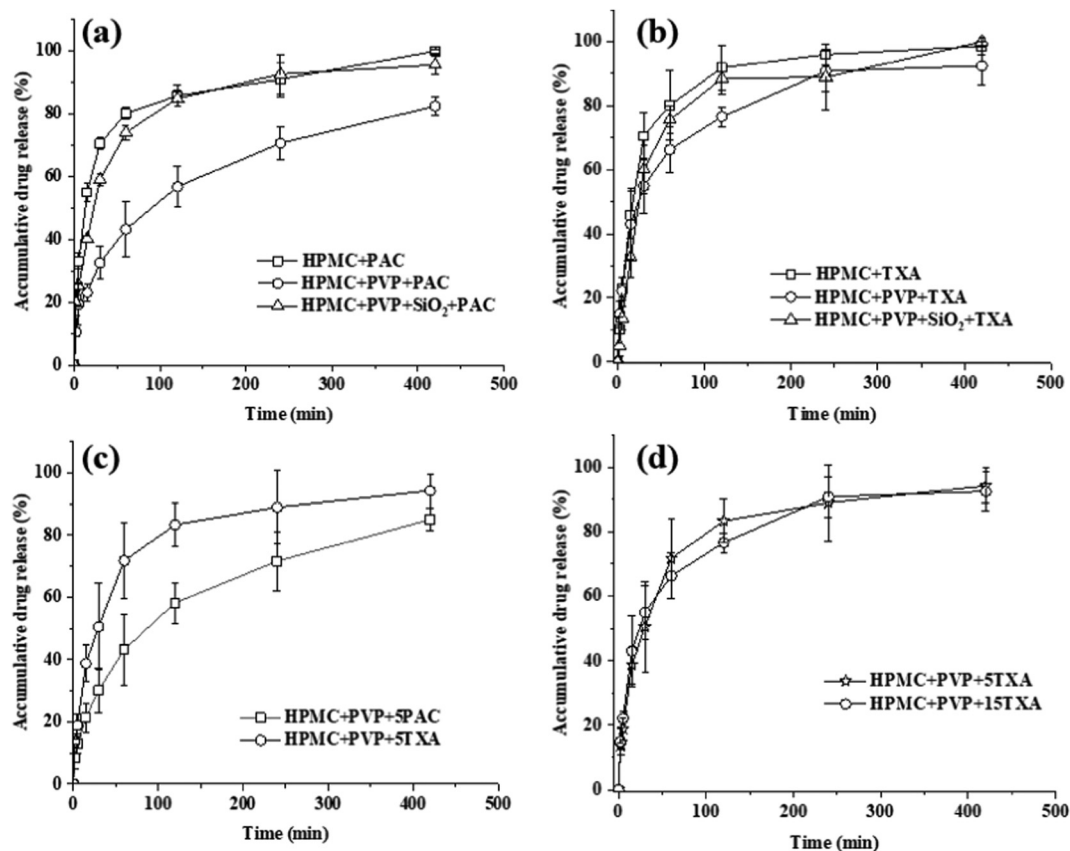 (a)
Accumulative drug release (%)
100
80
60
40
20
0
HPMC+PAC
HPMC+PVP+PAC
HPMC+PVP+SiO₂+PAC
0 100 200 300 400 500
Time (min)
(b)
Accumulative drug release (%)
100
80
60
40
20
0
HPMC+TXA
HPMC+PVP+TXA
HPMC+PVP+SiO₂+TXA
0 100 200 300 400 500
Time (min)
(c)
Accumulative drug release (%)
100
80
60
40
20
0
HPMC+PVP+5PAC
HPMC+PVP+5TXA
0 100 200 300 400 500
Time (min)
(d)
Accumulative drug release (%)
100
80
60
40
20
0
HPMC+PVP+5TXA
HPMC+PVP+15TXA
0 100 200 300 400 500
Time (min)